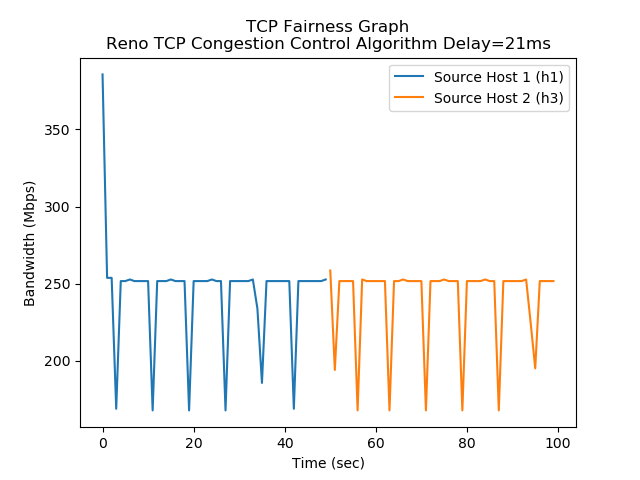 TCP Fairness Graph
Reno TCP Congestion Control Algorithm Delay=21ms
Source Host 1 (h1)
Source Host 2 (h3)
Bandwidth (Mbps)
350
300
250
200
0 20 40 60 80 100
Time (sec)